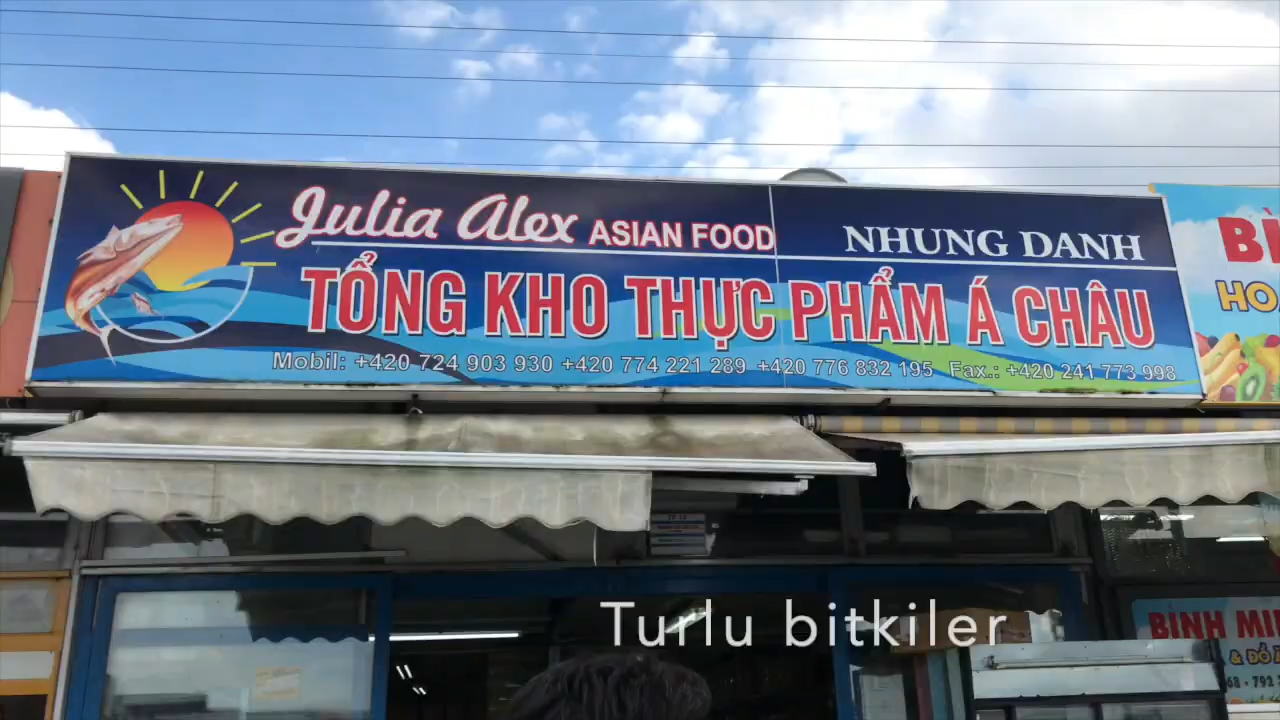 Julia Alex ASIAN FOOD
NHUNG DANH
TỔNG KHO THỰC PHẨM Á CHÂU
Mobil: +420 724 903 930 +420 774 221 289 +420 776 832 195 Fax.: +420 241 773 998
Turlu bitkiler
BÌNH